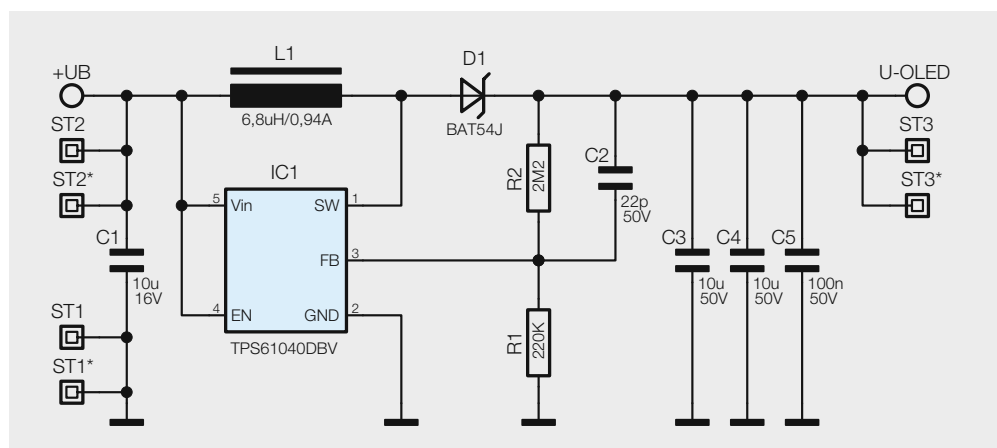 L1
D1
+UB
U-OLED
6,8uH/0,94A
BAT54J
ST2
ST3
ST2*
ST3*
IC1
R2
2M2
C2
22p
50V
5
Vin
SW
1
C1
10u
16V
FB
3
C3
10u
50V
C4
10u
50V
C5
100n
50V
ST1
4
EN
GND
2
TPS61040DBV
R1
220K
ST1*